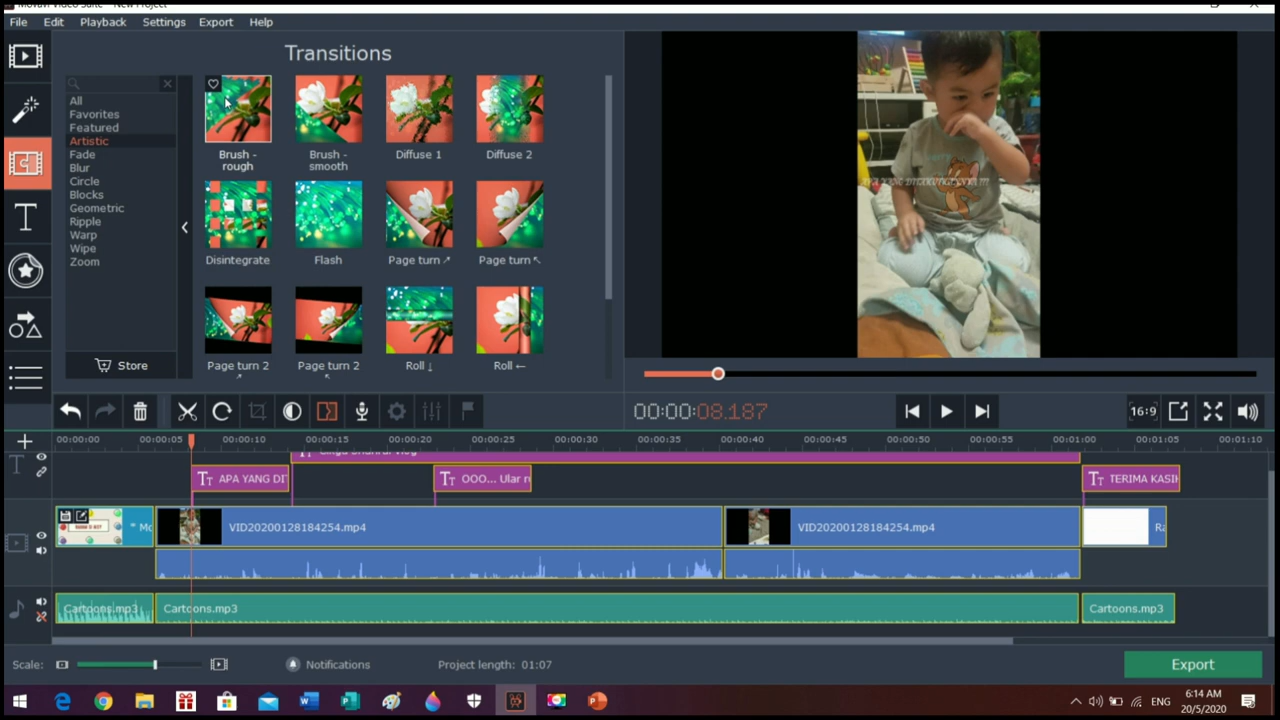 Movavi Video Suite - New Project
File Edit Playback Settings Export Help
Transitions
All
Favorites
Featured
Artistic
Fade
Blur
Circle
Blocks
Geometric
Ripple
Warp
Wipe
Zoom
Store
Brush - rough
Brush - smooth
Diffuse 1
Diffuse 2
Disintegrate
Flash
Page turn ↗
Page turn ↖
Page turn 2 ↗
Page turn 2 ↖
Roll ↓
Roll ←
00:00:08.187
16:9
00:00:00 00:00:05 00:00:10 00:00:15 00:00:20 00:00:25 00:00:30 00:00:35 00:00:40 00:00:45 00:00:50 00:00:55 00:01:00 00:01:05 00:01:10
APA YANG DI
OOO... Ular
TERIMA KASI
VID20200128184254.mp4
VID20200128184254.mp4
Cartoons.mp3
Cartoons.mp3
Cartoons.mp3
Scale:
Notifications
Project length: 01:07
Export
ENG
6:14 AM
20/5/2020